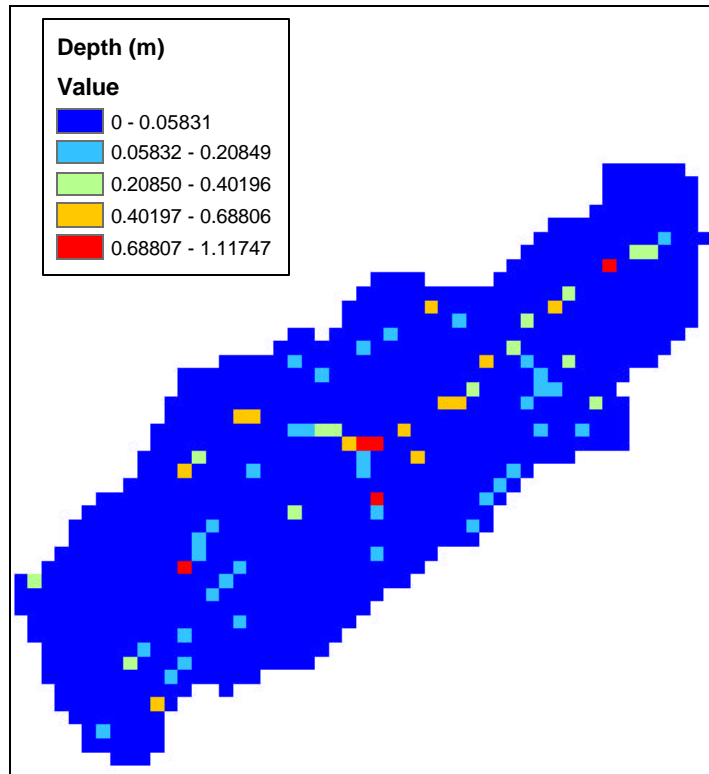 Depth (m)
Value
0 - 0.05831
0.05832 - 0.20849
0.20850 - 0.40196
0.40197 - 0.68806
0.68807 - 1.11747